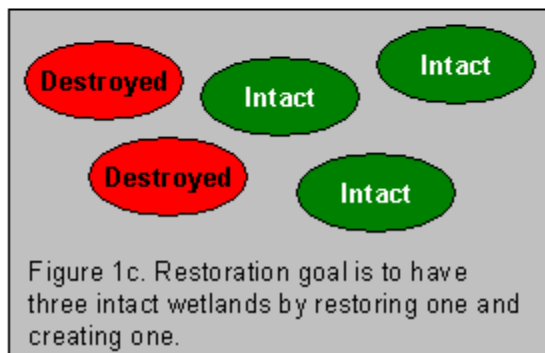 Destroyed
Intact
Intact
Destroyed
Intact
Figure 1c. Restoration goal is to have
three intact wetlands by restoring one and
creating one.